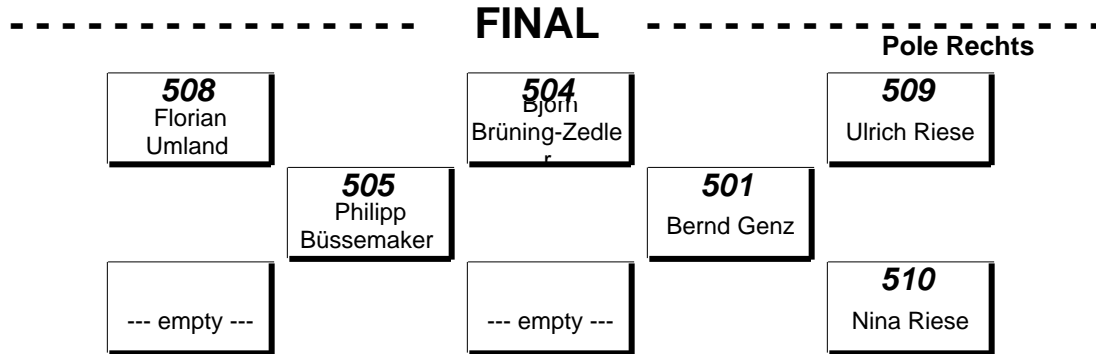 FINAL
Pole Rechts
508
Florian
Umland
504
Björn
Brüning-Zedle
r
509
Ulrich Riese
505
Philipp
Büssemaker
501
Bernd Genz
--- empty ---
--- empty ---
510
Nina Riese